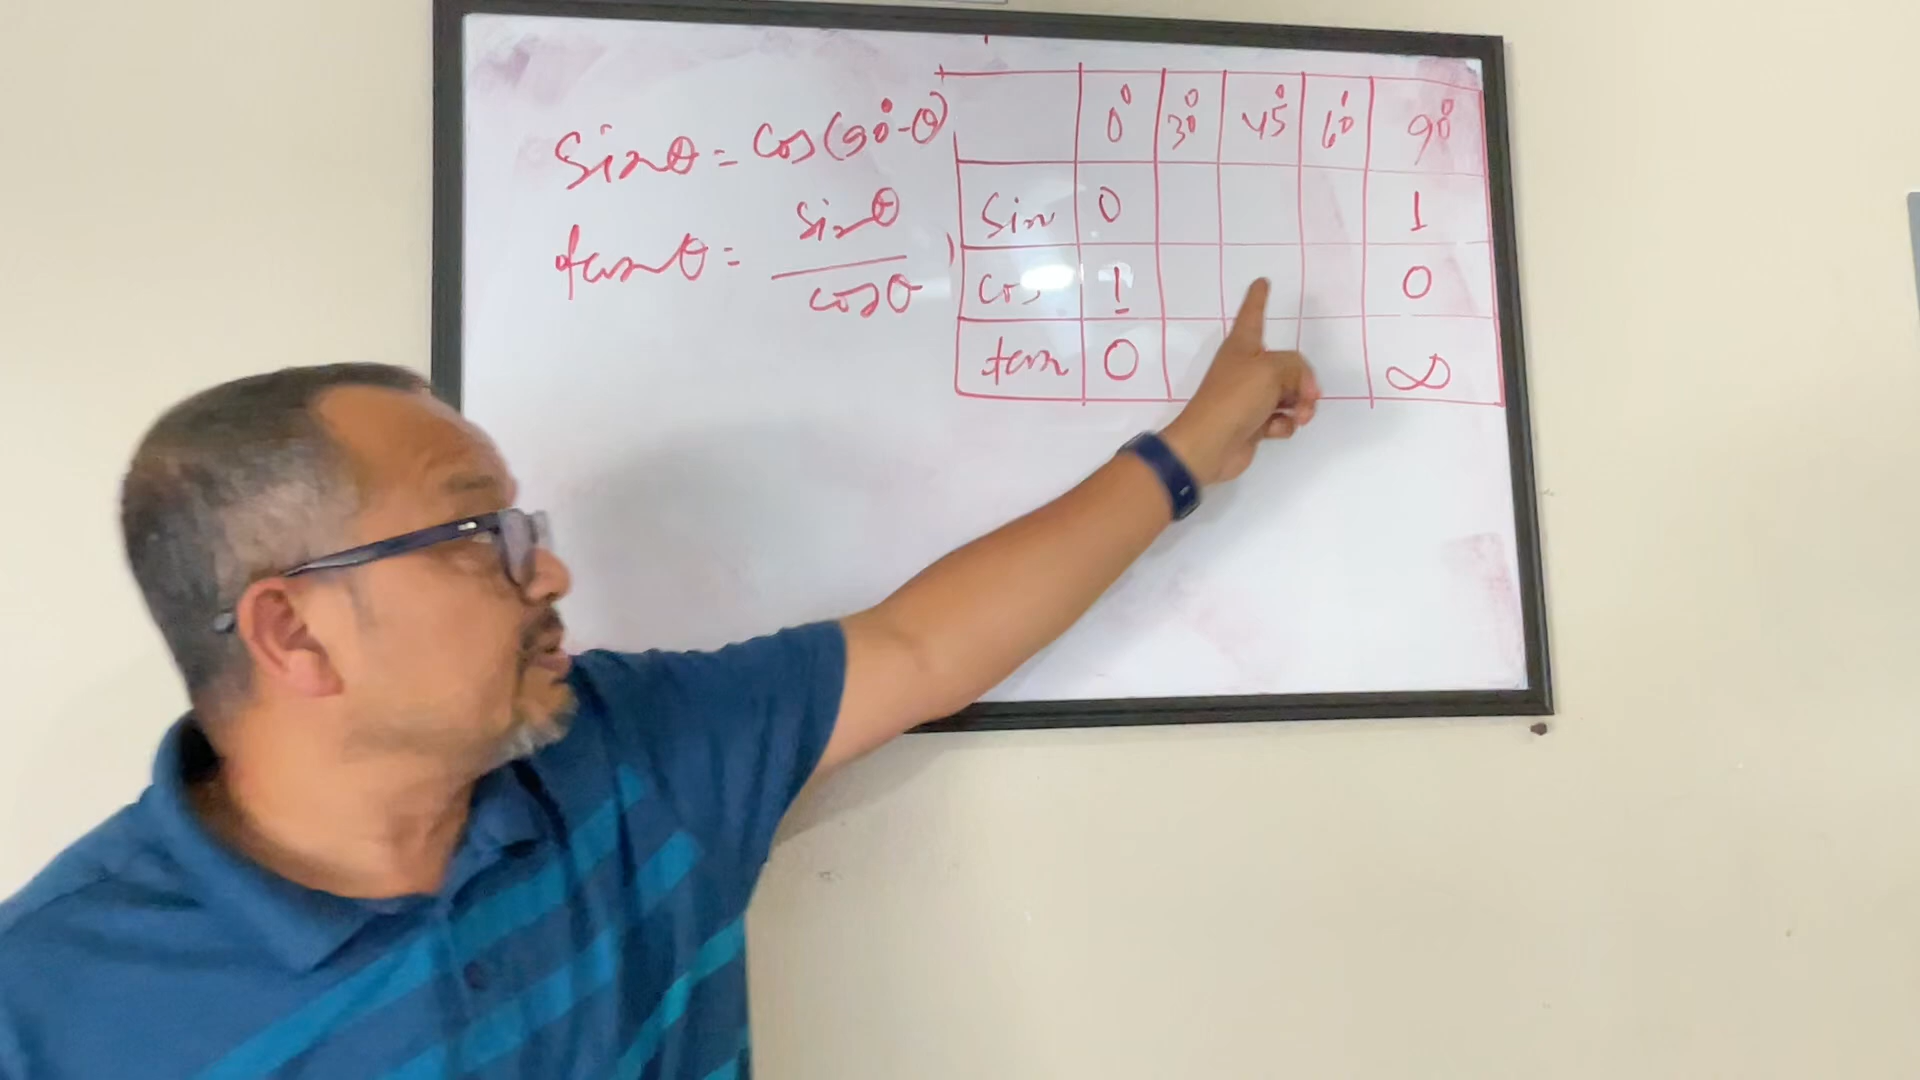 sinθ = cos(90°-θ)
tanθ = sinθ
cosθ
0° 30° 45° 60° 90°
Sin 0 1
Cos 1 0
tan 0 ∞